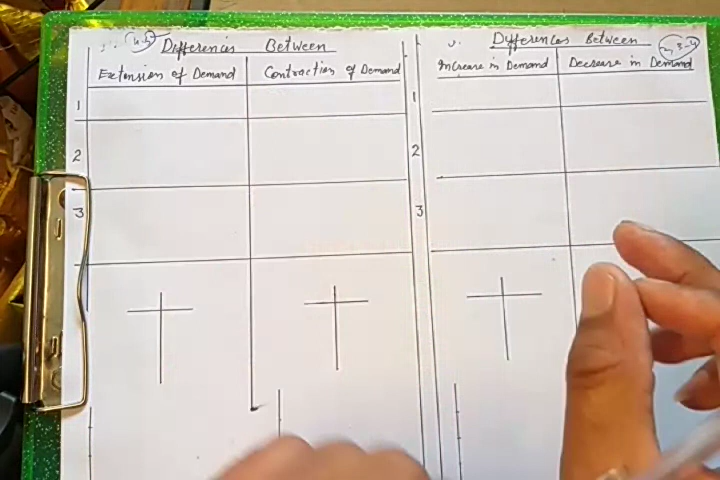 Differences Between
Extension of Demand Contraction of Demand
1
2
3
Differences Between
Increase in Demand Decrease in Demand
1
2
3